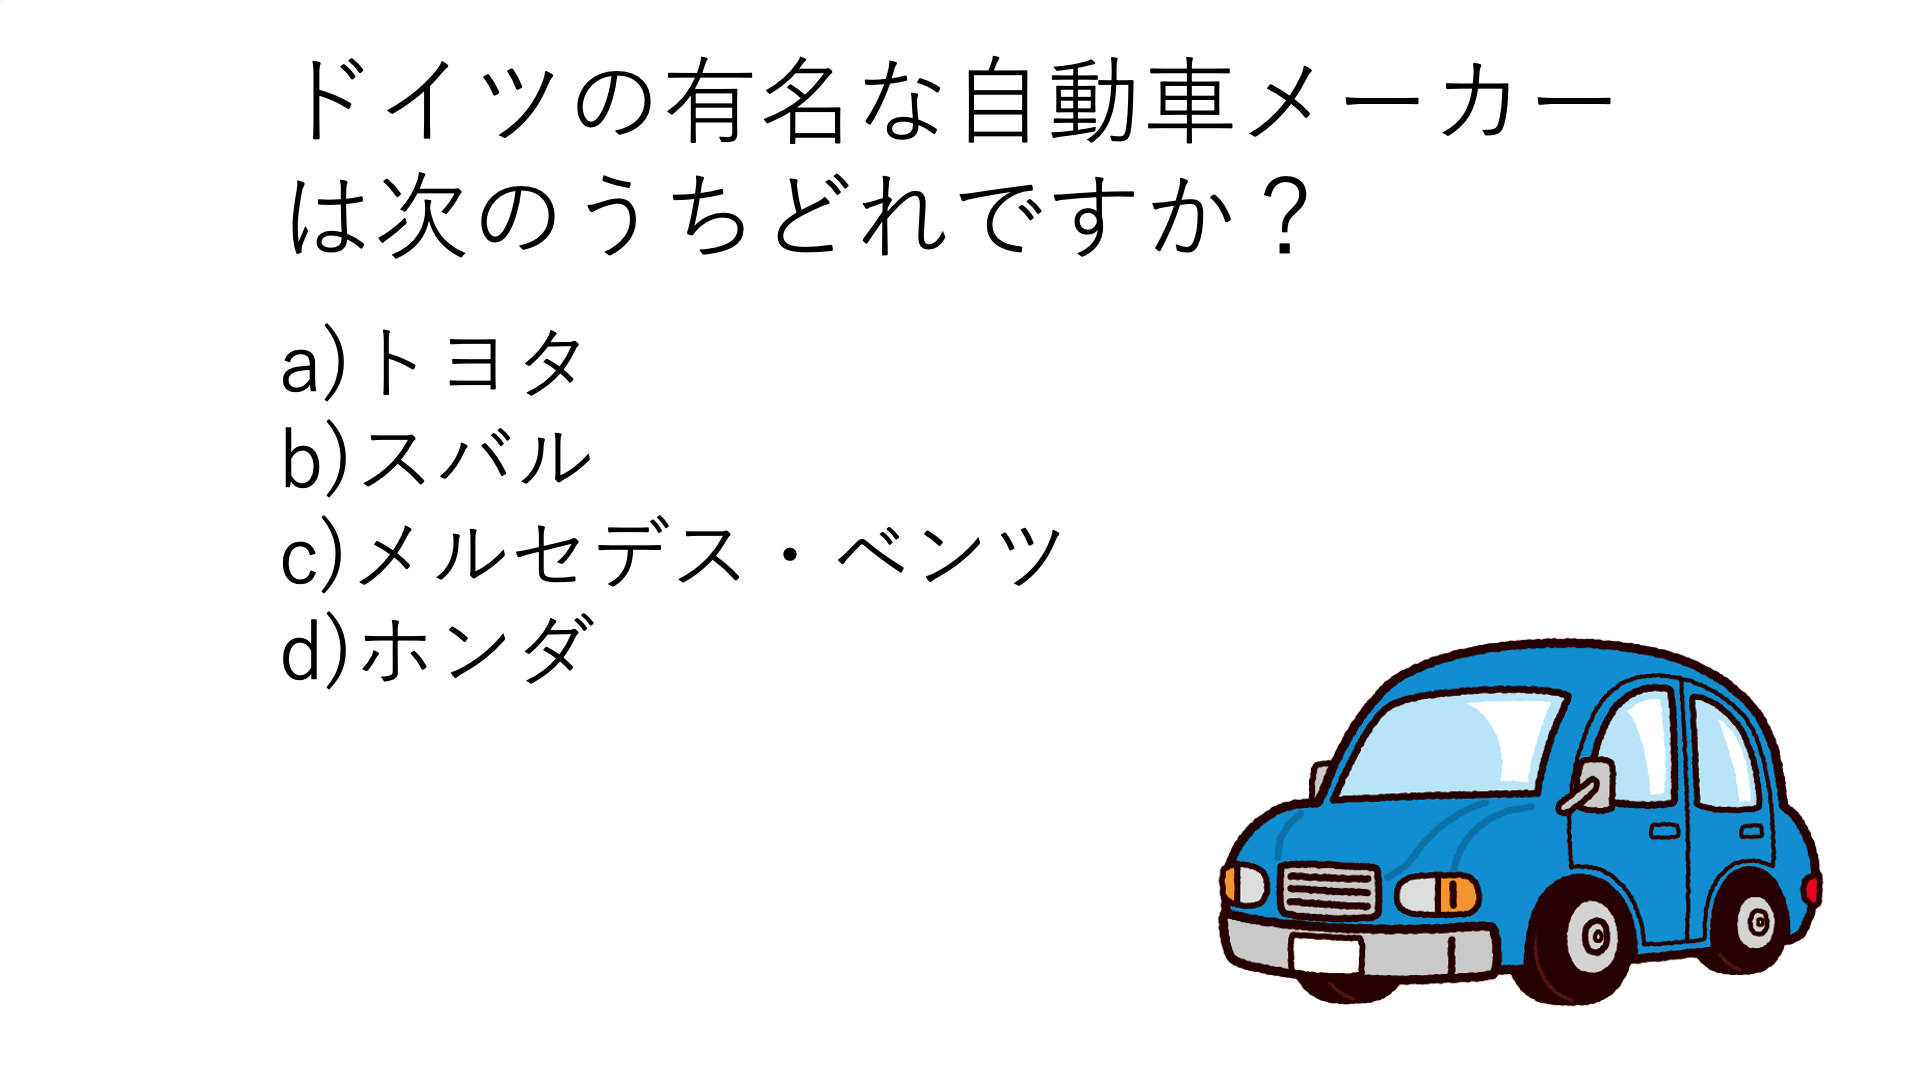 ドイツの有名な自動車メーカー
は次のうちどれですか？
a)トヨタ
b)スバル
c)メルセデス・ベンツ
d)ホンダ